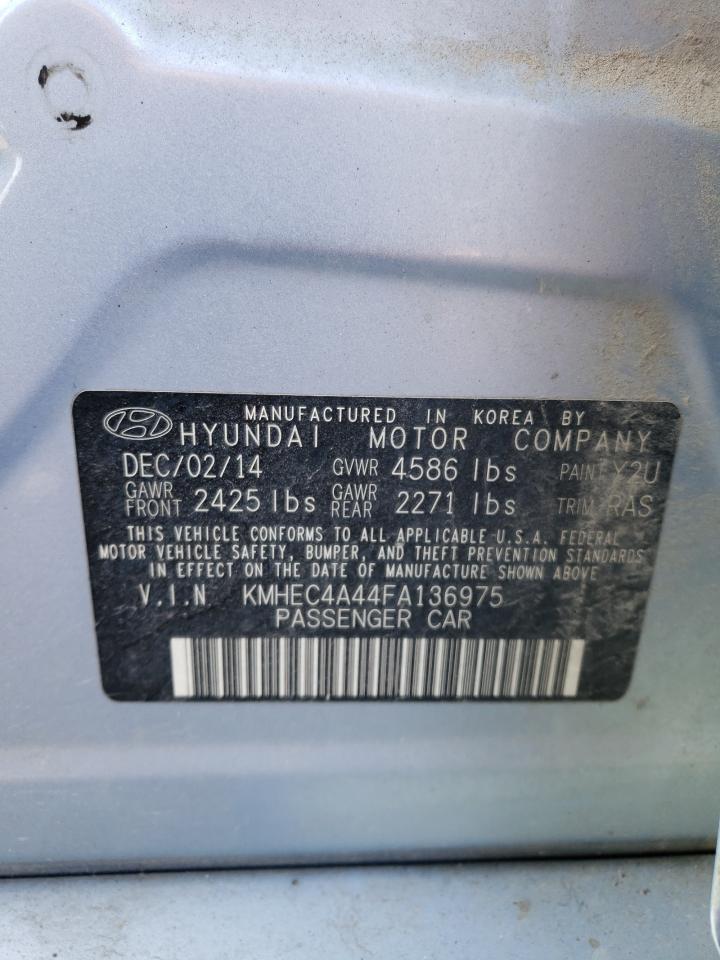 MANUFACTURED IN KOREA BY
HYUNDAI MOTOR COMPANY
DEC/02/14 GVWR 4586 lbs PAINT Y2U
GAWR FRONT 2425 lbs GAWR REAR 2271 lbs TRIM RAS
THIS VEHICLE CONFORMS TO ALL APPLICABLE U.S.A. FEDERAL
MOTOR VEHICLE SAFETY, BUMPER, AND THEFT PREVENTION STANDARDS
IN EFFECT ON THE DATE OF MANUFACTURE SHOWN ABOVE
V.I.N KMHEC4A44FA136975
PASSENGER CAR